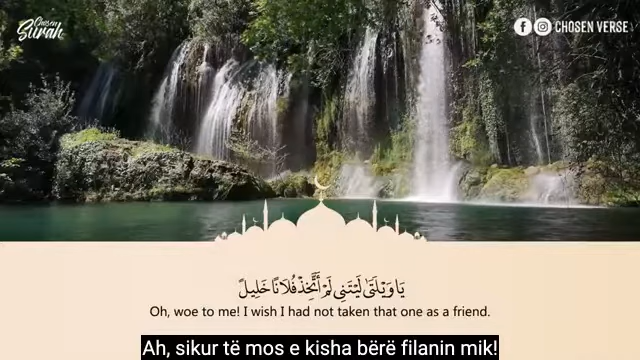 Chosen
Surah
CHOSEN VERSE
يَا وَيْلَتَىٰ لَيْتَنِي لَمْ أَتَّخِذْ فُلَانًا خَلِيلً
Oh, woe to me! I wish I had not taken that one as a friend.
Ah, sikur të mos e kisha bërë filanin mik!